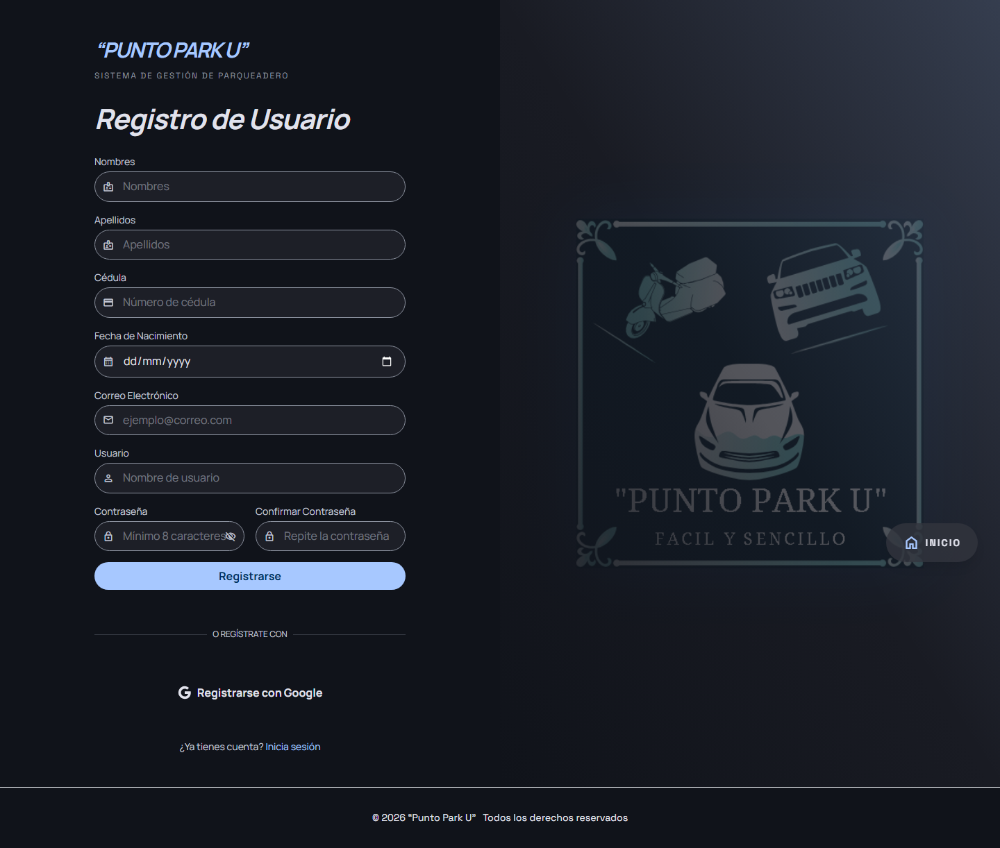 “PUNTO PARK U”
SISTEMA DE GESTIÓN DE PARQUEADERO
Registro de Usuario
Nombres
Nombres
Apellidos
Apellidos
Cédula
Número de cédula
Fecha de Nacimiento
dd/mm/yyyy
Correo Electrónico
ejemplo@correo.com
Usuario
Nombre de usuario
Contraseña
Mínimo 8 caracteres
Confirmar Contraseña
Repite la contraseña
Registrarse
O REGÍSTRATE CON
Registrarse con Google
¿Ya tienes cuenta? Inicia sesión
"PUNTO PARK U"
FACIL Y SENCILLO
INICIO
© 2026 “Punto Park U” Todos los derechos reservados